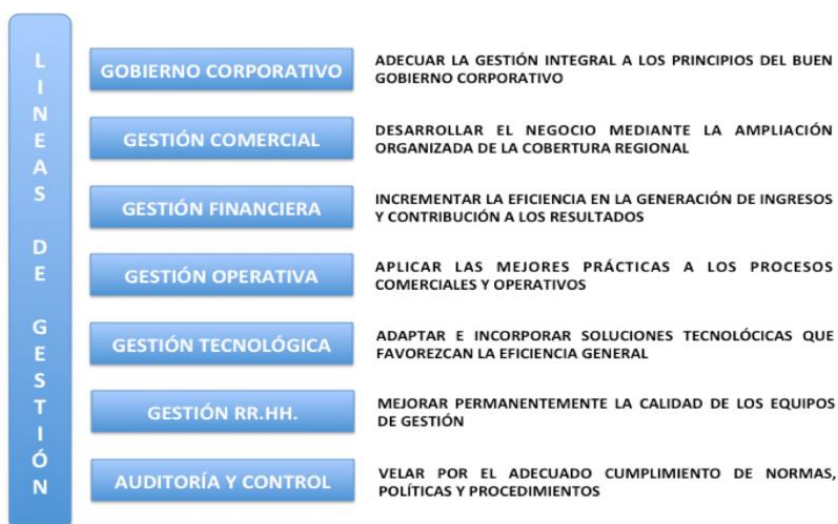 LINEAS DE GESTIÓN
GOBIERNO CORPORATIVO
ADECUAR LA GESTIÓN INTEGRAL A LOS PRINCIPIOS DEL BUEN
GOBIERNO CORPORATIVO
GESTIÓN COMERCIAL
DESARROLLAR EL NEGOCIO MEDIANTE LA AMPLIACIÓN
ORGANIZADA DE LA COBERTURA REGIONAL
GESTIÓN FINANCIERA
INCREMENTAR LA EFICIENCIA EN LA GENERACIÓN DE INGRESOS
Y CONTRIBUCIÓN A LOS RESULTADOS
GESTIÓN OPERATIVA
APLICAR LAS MEJORES PRÁCTICAS A LOS PROCESOS
COMERCIALES Y OPERATIVOS
GESTIÓN TECNOLÓGICA
ADAPTAR E INCORPORAR SOLUCIONES TECNOLÓCICAS QUE
FAVOREZCAN LA EFICIENCIA GENERAL
GESTIÓN RR.HH.
MEJORAR PERMANENTEMENTE LA CALIDAD DE LOS EQUIPOS
DE GESTIÓN
AUDITORÍA Y CONTROL
VELAR POR EL ADECUADO CUMPLIMIENTO DE NORMAS,
POLÍTICAS Y PROCEDIMIENTOS